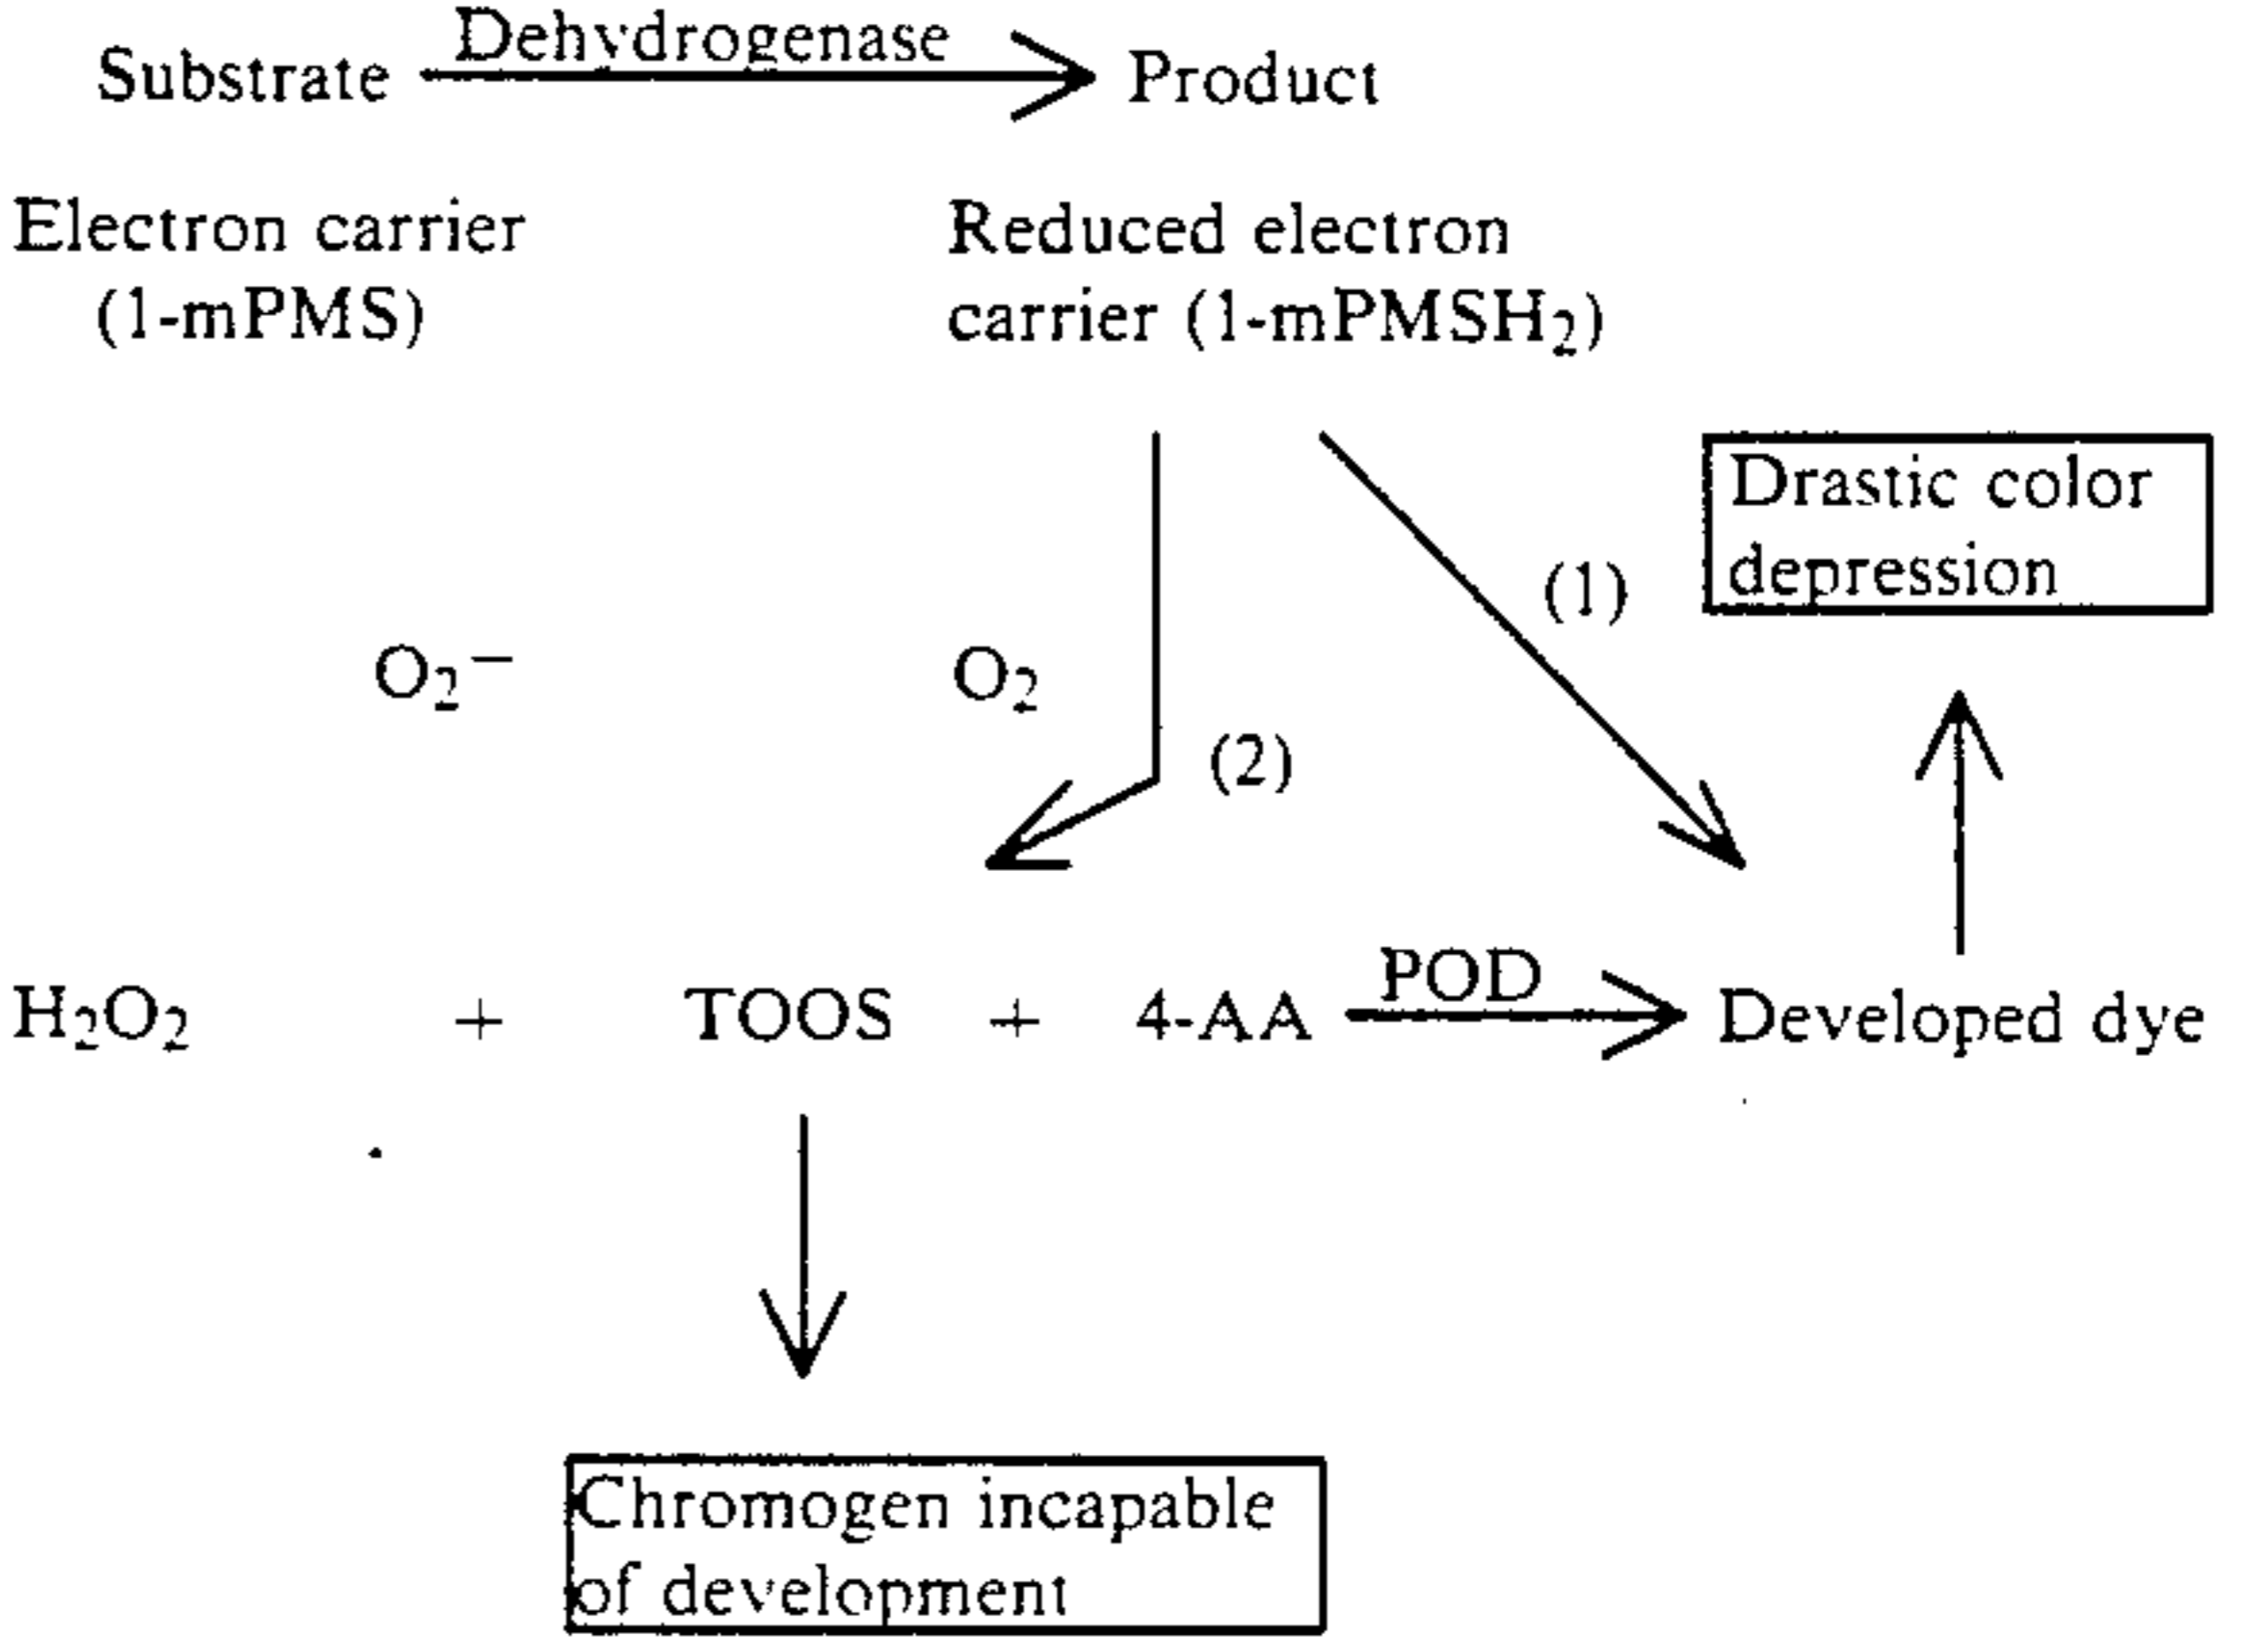 Dehydrogenase
Substrate Product
Electron carrier Reduced electron
(1-mPMS) carrier (1-mPMSH₂)
Drastic color
depression
(1)
O₂⁻ O₂
(2)
POD
H₂O₂ + TOOS + 4-AA Developed dye
Chromogen incapable
of development